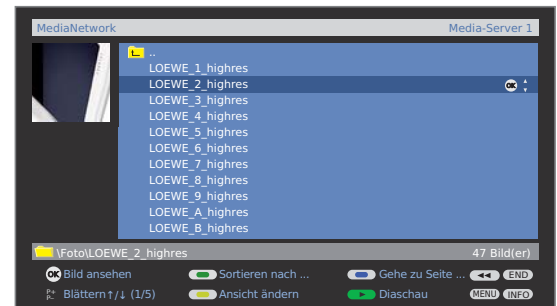 MediaNetwork Media-Server 1
..
LOEWE_1_highres
LOEWE_2_highres OK
LOEWE_3_highres
LOEWE_4_highres
LOEWE_5_highres
LOEWE_6_highres
LOEWE_7_highres
LOEWE_8_highres
LOEWE_9_highres
LOEWE_A_highres
LOEWE_B_highres
\Foto\LOEWE_2_highres 47 Bild(er)
OK Bild ansehen Sortieren nach ... Gehe zu Seite ... END
P+ P- Blättern↑/↓ (1/5) Ansicht ändern Diaschau MENU INFO